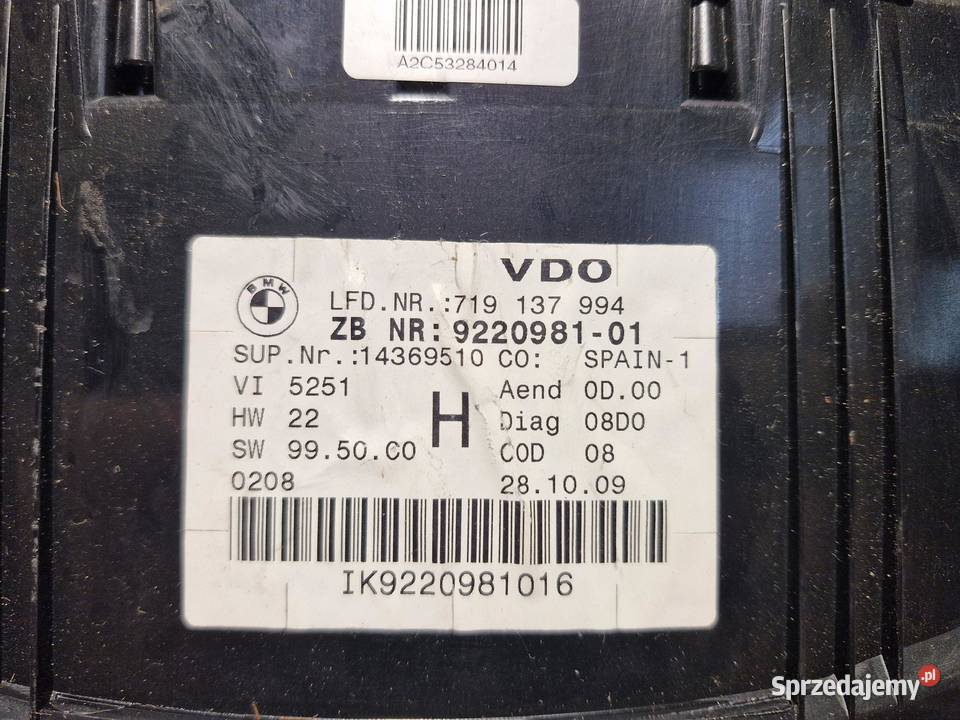 A2C53284014
VDO
BMW
LFD.NR.:719 137 994
ZB NR:9220981-01
SUP.Nr.:14369510 CO: SPAIN-1
VI 5251 Aend 0D.00
HW 22 H Diag 08D0
SW 99.50.C0 COD 08
0208 28.10.09
IK9220981016
Sprzedajemy.pl